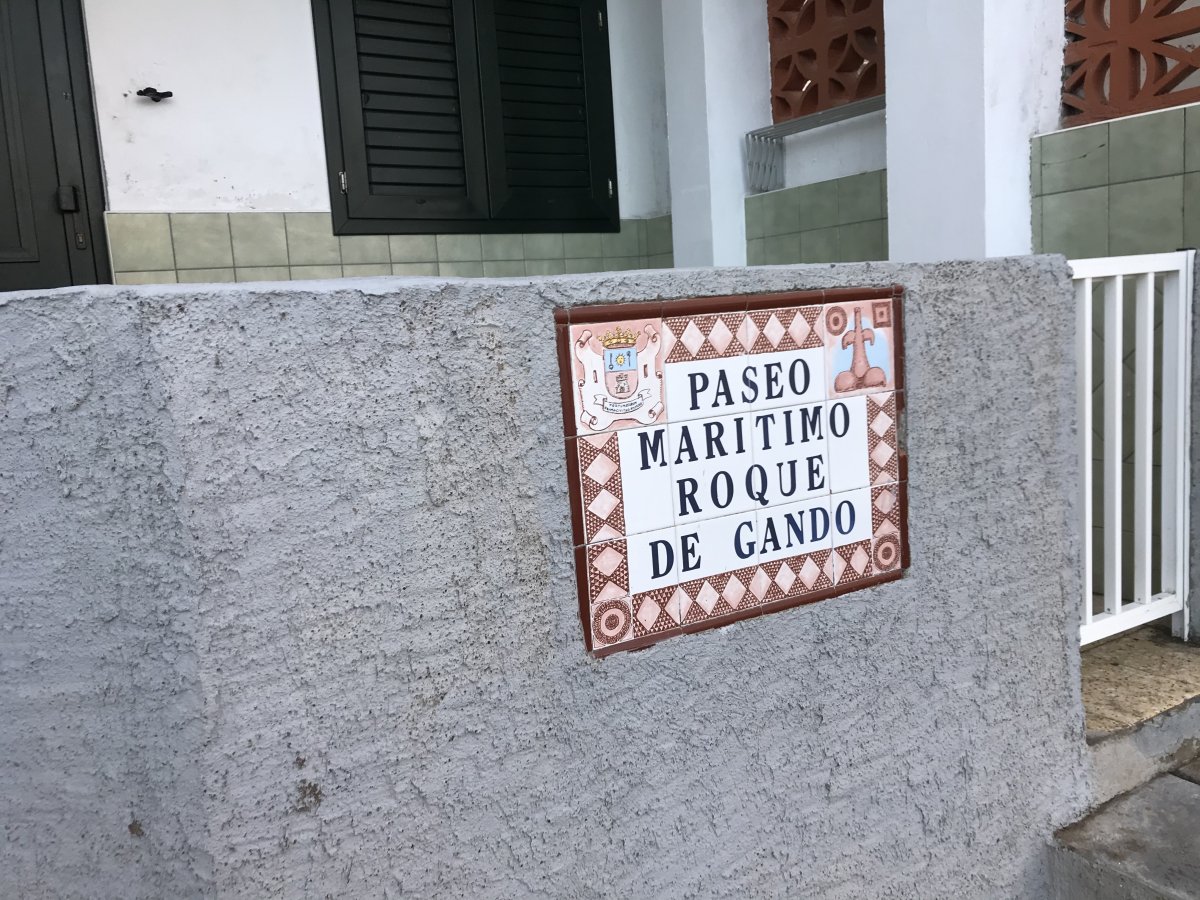 PASEO
MARITIMO
ROQUE
DE GANDO